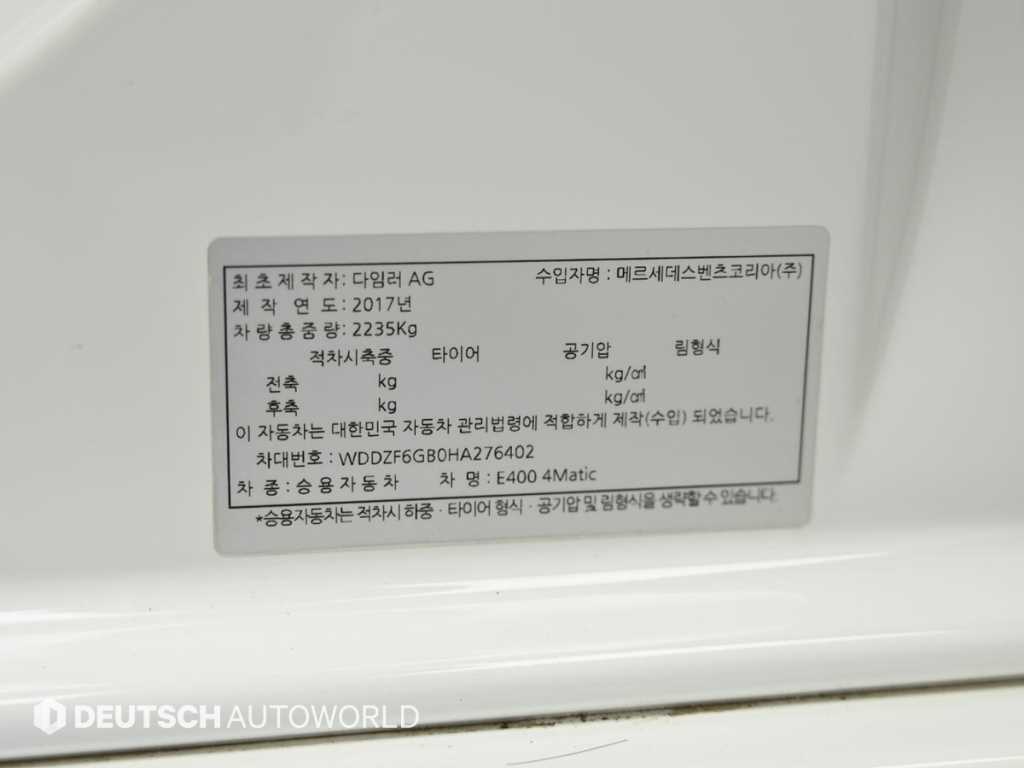 최초제작자: 다임러 AG 수입자명 : 메르세데스벤츠코리아(주)
제 작 연 도: 2017년
차량총중량: 2235Kg
적차시축중 타이어 공기압 림형식
전축 kg kg/㎠
후축 kg kg/㎠
이 자동차는 대한민국 자동차 관리법령에 적합하게 제작(수입) 되었습니다.
차대번호 : WDDZF6GB0HA276402
차 종 : 승용자동차 차 명 : E400 4Matic
*승용자동차는 적차시 하중 · 타이어 형식 · 공기압 및 림형식을 생략할 수 있습니다.
DEUTSCH AUTOWORLD